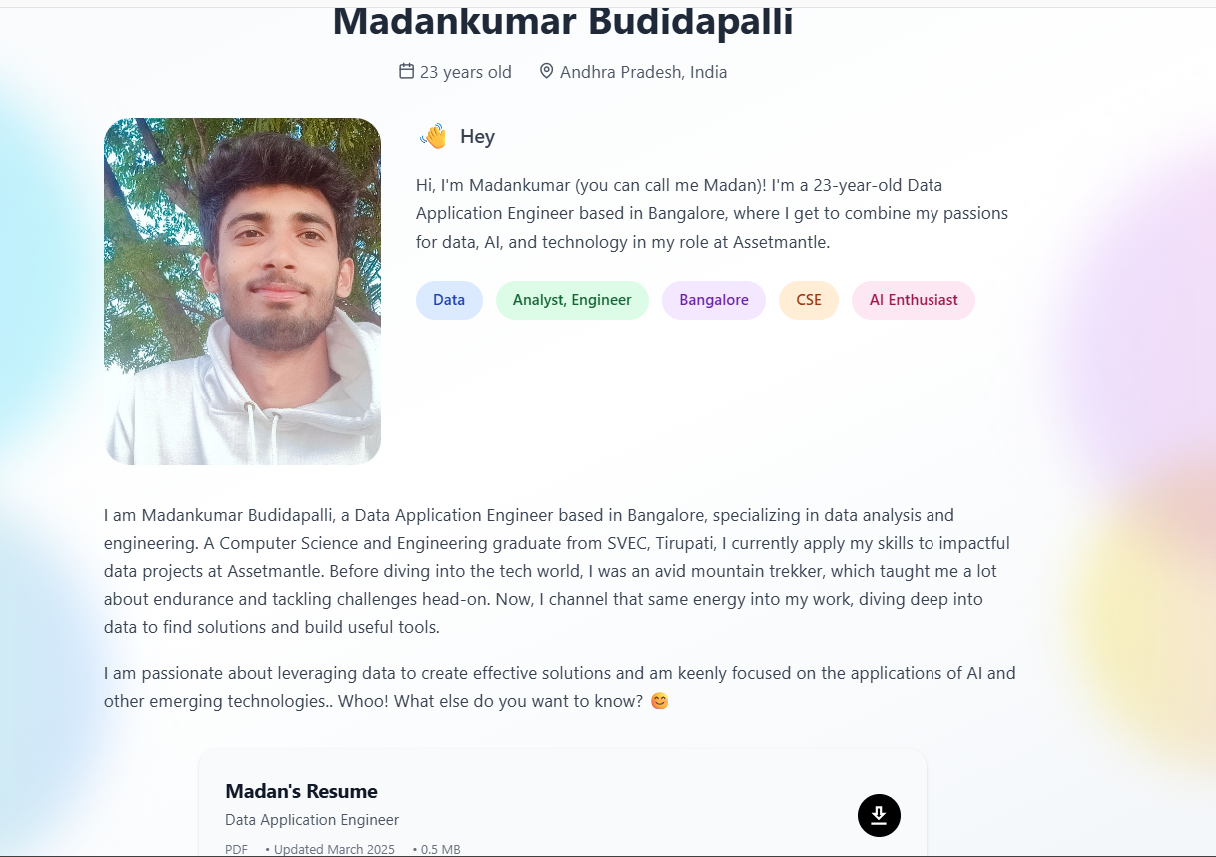 Madankumar Budidapalli
23 years old Andhra Pradesh, India
👋 Hey
Hi, I'm Madankumar (you can call me Madan)! I'm a 23-year-old Data
Application Engineer based in Bangalore, where I get to combine my passions
for data, AI, and technology in my role at Assetmantle.
Data Analyst, Engineer Bangalore CSE AI Enthusiast
I am Madankumar Budidapalli, a Data Application Engineer based in Bangalore, specializing in data analysis and
engineering. A Computer Science and Engineering graduate from SVEC, Tirupati, I currently apply my skills to impactful
data projects at Assetmantle. Before diving into the tech world, I was an avid mountain trekker, which taught me a lot
about endurance and tackling challenges head-on. Now, I channel that same energy into my work, diving deep into
data to find solutions and build useful tools.
I am passionate about leveraging data to create effective solutions and am keenly focused on the applications of AI and
other emerging technologies.. Whoo! What else do you want to know? 😊
Madan's Resume
Data Application Engineer
PDF • Updated March 2025 • 0.5 MB